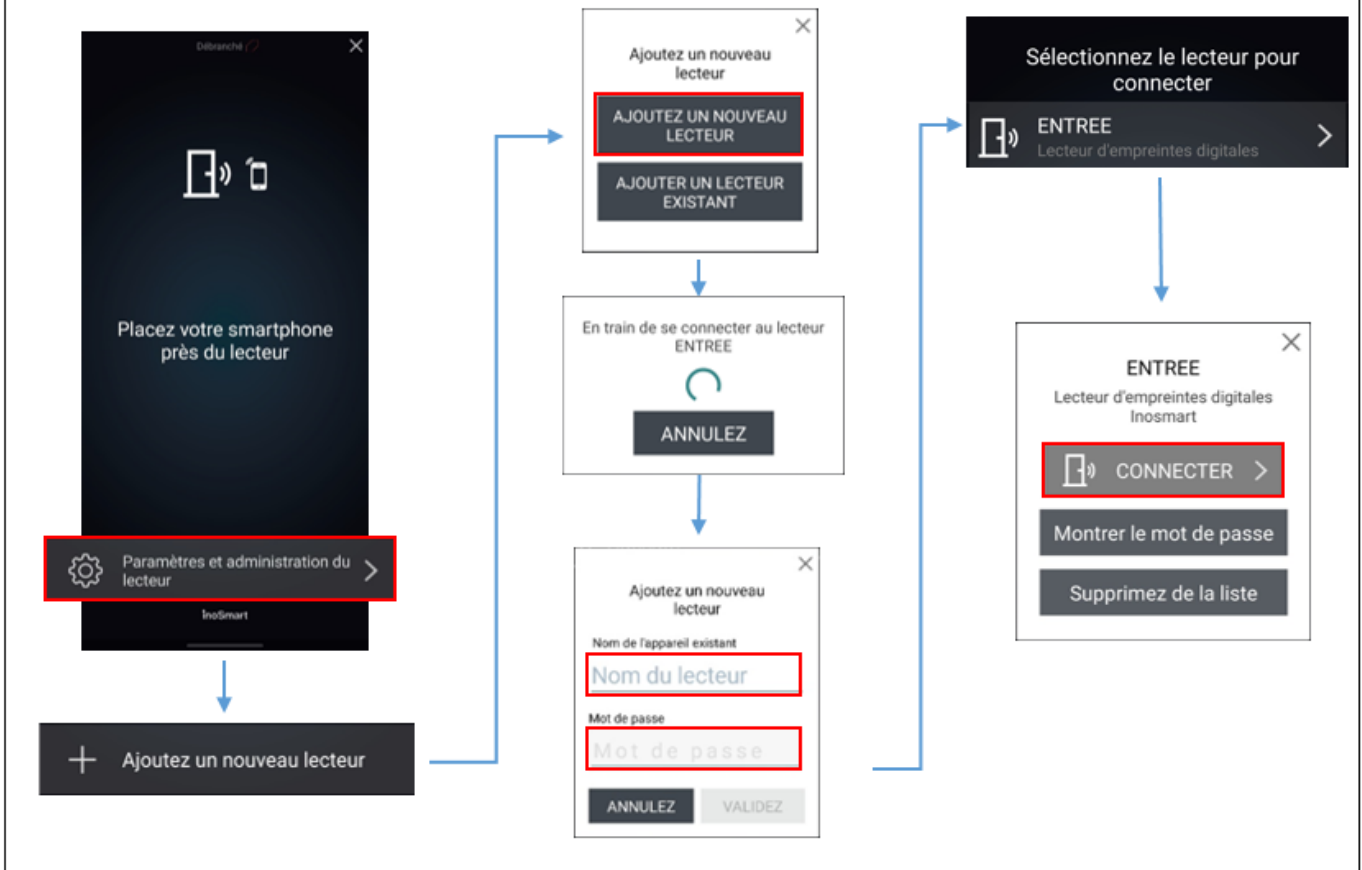 Débranché
Placez votre smartphone
près du lecteur
Paramètres et administration du
lecteur
InoSmart
Ajoutez un nouveau lecteur
Ajoutez un nouveau
lecteur
AJOUTEZ UN NOUVEAU
LECTEUR
AJOUTER UN LECTEUR
EXISTANT
En train de se connecter au lecteur
ENTREE
ANNULEZ
Ajoutez un nouveau
lecteur
Nom de l'appareil existant
Nom du lecteur
Mot de passe
Mot de passe
ANNULEZ
VALIDEZ
Sélectionnez le lecteur pour
connecter
ENTREE
Lecteur d'empreintes digitales
ENTREE
Lecteur d'empreintes digitales
Inosmart
CONNECTER
Montrer le mot de passe
Supprimez de la liste